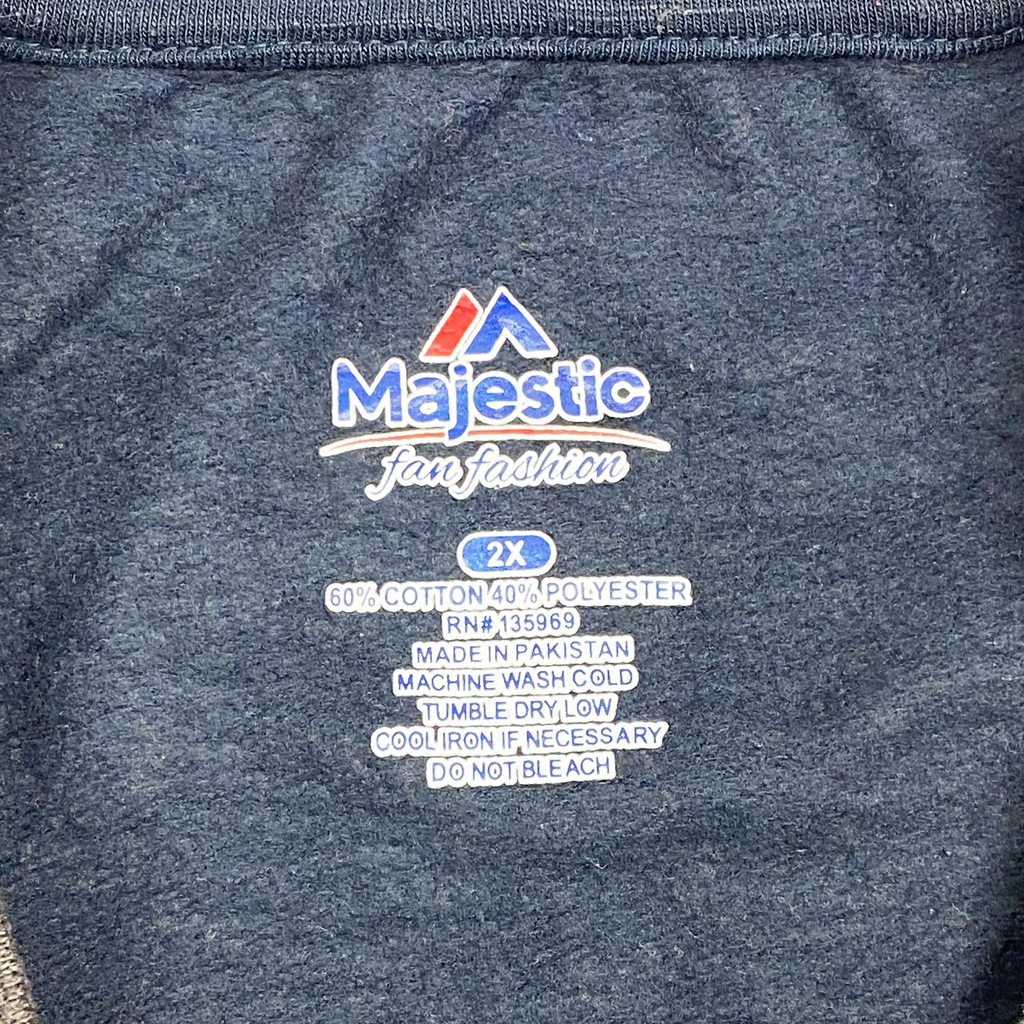 Majestic
fan fashion
2X
60% COTTON 40% POLYESTER
RN# 135969
MADE IN PAKISTAN
MACHINE WASH COLD
TUMBLE DRY LOW
COOL IRON IF NECESSARY
DO NOT BLEACH